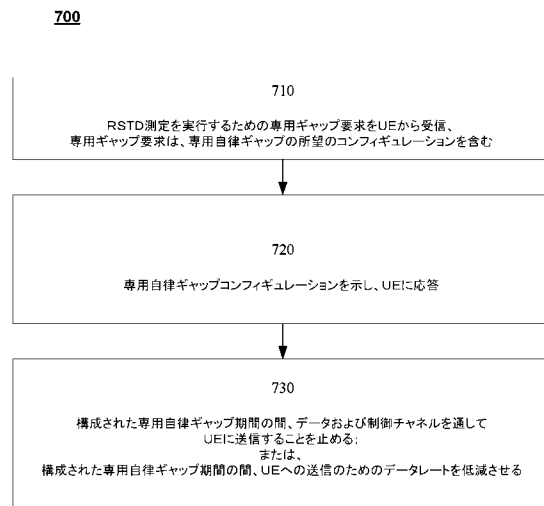 700
710
RSTD測定を実行するための専用ギャップ要求をUEから受信、
専用ギャップ要求は、専用自律ギャップの所望のコンフィギュレーションを含む
720
専用自律ギャップコンフィギュレーションを示し、UEに応答
730
構成された専用自律ギャップ期間の間、データおよび制御チャネルを通して
UEに送信することを止める;
または、
構成された専用自律ギャップ期間の間、UEへの送信のためのデータレートを低減させる